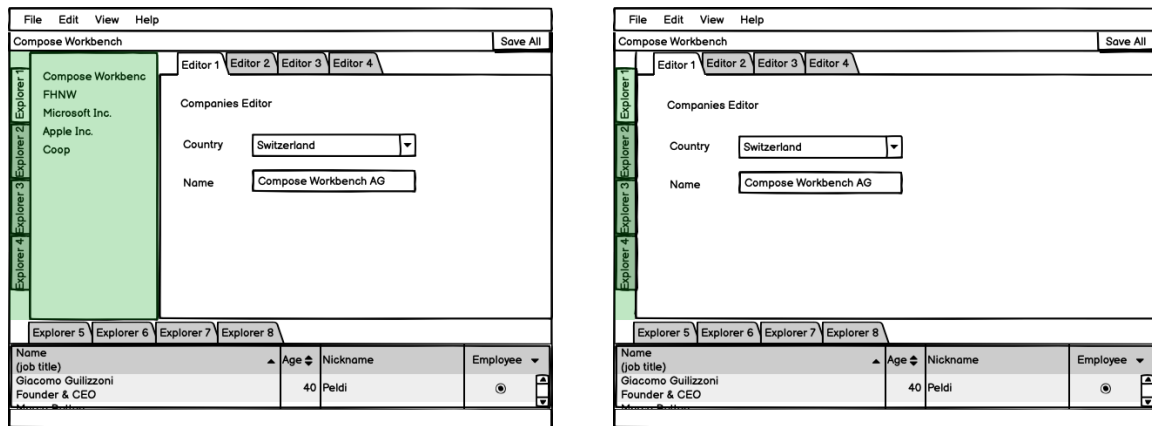 File Edit View Help
Compose Workbench
Save All
Explorer 1
Explorer 2
Explorer 3
Explorer 4
Compose Workbenc
FHNW
Microsoft Inc.
Apple Inc.
Coop
Editor 1 Editor 2 Editor 3 Editor 4
Companies Editor
Country Switzerland
Name Compose Workbench AG
Explorer 5 Explorer 6 Explorer 7 Explorer 8
Name
(job title)
Age Nickname Employee
Giacomo Guilizzoni
Founder & CEO
40 Peldi
File Edit View Help
Compose Workbench
Save All
Explorer 1
Explorer 2
Explorer 3
Explorer 4
Editor 1 Editor 2 Editor 3 Editor 4
Companies Editor
Country Switzerland
Name Compose Workbench AG
Explorer 5 Explorer 6 Explorer 7 Explorer 8
Name
(job title)
Age Nickname Employee
Giacomo Guilizzoni
Founder & CEO
40 Peldi